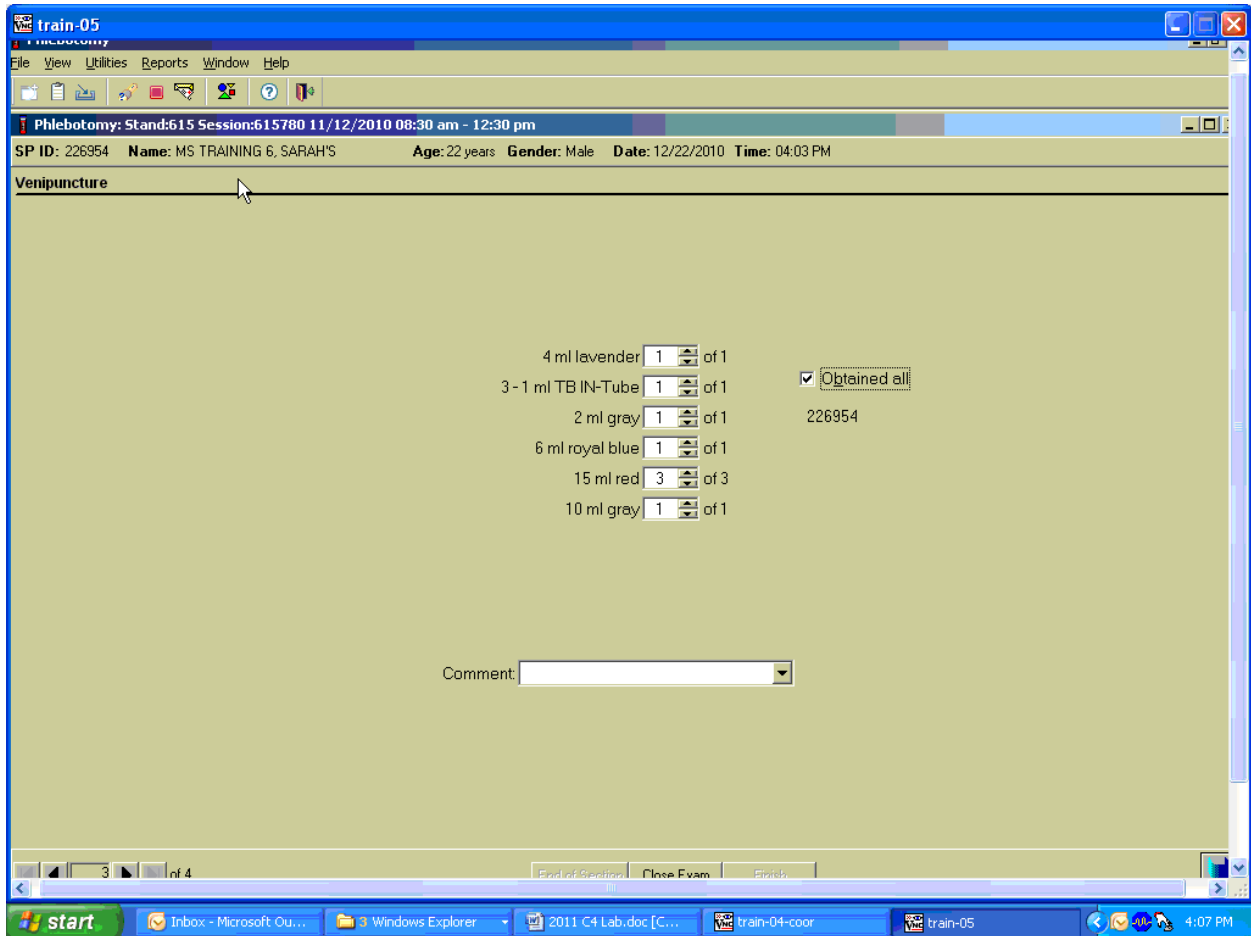 train-05
Phlebotomy
File View Utilities Reports Window Help
Phlebotomy: Stand:615 Session:615780 11/12/2010 08:30 am - 12:30 pm
SP ID: 226954 Name: MS TRAINING 6, SARAH'S Age: 22 years Gender: Male Date: 12/22/2010 Time: 04:03 PM
Venipuncture
4 ml lavender 1 of 1
3 - 1 ml TB IN-Tube 1 of 1
Obtained all
2 ml gray 1 of 1
226954
6 ml royal blue 1 of 1
15 ml red 3 of 3
10 ml gray 1 of 1
Comment:
3 of 4 End of Section Close Exam Finish
start Inbox - Microsoft Ou... 3 Windows Explorer 2011 C4 Lab.doc [C... train-04-coor train-05 4:07 PM